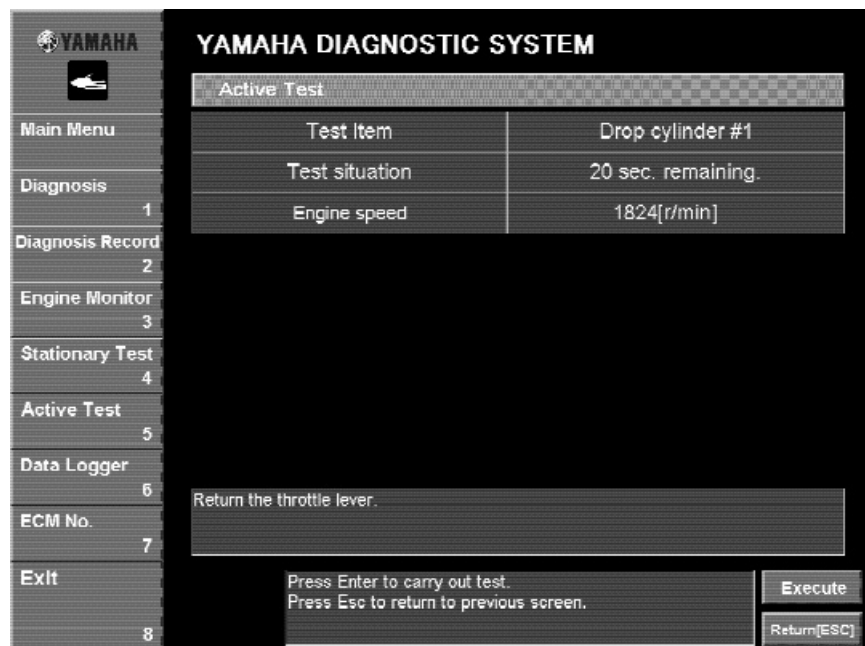 YAMAHA
YAMAHA DIAGNOSTIC SYSTEM
Active Test
Main Menu
Diagnosis
1
Diagnosis Record
2
Engine Monitor
3
Stationary Test
4
Active Test
5
Data Logger
6
ECM No.
7
Exit
8
Test Item Drop cylinder #1
Test situation 20 sec. remaining.
Engine speed 1824[r/min]
Return the throttle lever.
Press Enter to carry out test.
Press Esc to return to previous screen.
Execute
Return[ESC]